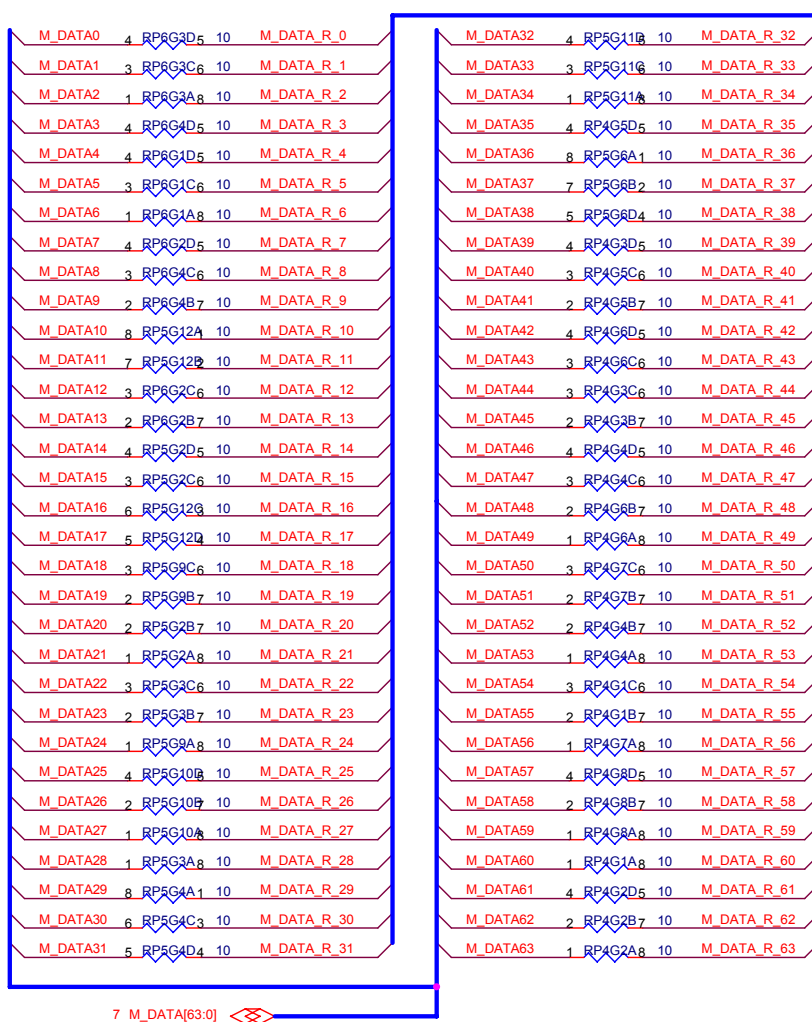 M_DATA0 4 RP6G3D 5 10 M_DATA_R_0
M_DATA1 3 RP6G3C 6 10 M_DATA_R_1
M_DATA2 1 RP6G3A 8 10 M_DATA_R_2
M_DATA3 4 RP6G4D 5 10 M_DATA_R_3
M_DATA4 4 RP6G1D 5 10 M_DATA_R_4
M_DATA5 3 RP6G1C 6 10 M_DATA_R_5
M_DATA6 1 RP6G1A 8 10 M_DATA_R_6
M_DATA7 4 RP6G2D 5 10 M_DATA_R_7
M_DATA8 3 RP6G4C 6 10 M_DATA_R_8
M_DATA9 2 RP6G4B 7 10 M_DATA_R_9
M_DATA10 8 RP5G12A 1 10 M_DATA_R_10
M_DATA11 7 RP5G12B 2 10 M_DATA_R_11
M_DATA12 3 RP6G2C 6 10 M_DATA_R_12
M_DATA13 2 RP6G2B 7 10 M_DATA_R_13
M_DATA14 4 RP5G2D 5 10 M_DATA_R_14
M_DATA15 3 RP5G2C 6 10 M_DATA_R_15
M_DATA16 6 RP5G12C 3 10 M_DATA_R_16
M_DATA17 5 RP5G12D 4 10 M_DATA_R_17
M_DATA18 3 RP5G9C 6 10 M_DATA_R_18
M_DATA19 2 RP5G9B 7 10 M_DATA_R_19
M_DATA20 2 RP5G2B 7 10 M_DATA_R_20
M_DATA21 1 RP5G2A 8 10 M_DATA_R_21
M_DATA22 3 RP5G3C 6 10 M_DATA_R_22
M_DATA23 2 RP5G3B 7 10 M_DATA_R_23
M_DATA24 1 RP5G9A 8 10 M_DATA_R_24
M_DATA25 4 RP5G10D 5 10 M_DATA_R_25
M_DATA26 2 RP5G10B 7 10 M_DATA_R_26
M_DATA27 1 RP5G10A 8 10 M_DATA_R_27
M_DATA28 1 RP5G3A 8 10 M_DATA_R_28
M_DATA29 8 RP5G4A 1 10 M_DATA_R_29
M_DATA30 6 RP5G4C 3 10 M_DATA_R_30
M_DATA31 5 RP5G4D 4 10 M_DATA_R_31
M_DATA32 4 RP5G11D 5 10 M_DATA_R_32
M_DATA33 3 RP5G11C 6 10 M_DATA_R_33
M_DATA34 1 RP5G11A 8 10 M_DATA_R_34
M_DATA35 4 RP4G5D 5 10 M_DATA_R_35
M_DATA36 8 RP5G6A 1 10 M_DATA_R_36
M_DATA37 7 RP5G6B 2 10 M_DATA_R_37
M_DATA38 5 RP5G6D 4 10 M_DATA_R_38
M_DATA39 4 RP4G3D 5 10 M_DATA_R_39
M_DATA40 3 RP4G5C 6 10 M_DATA_R_40
M_DATA41 2 RP4G5B 7 10 M_DATA_R_41
M_DATA42 4 RP4G6D 5 10 M_DATA_R_42
M_DATA43 3 RP4G6C 6 10 M_DATA_R_43
M_DATA44 3 RP4G3C 6 10 M_DATA_R_44
M_DATA45 2 RP4G3B 7 10 M_DATA_R_45
M_DATA46 4 RP4G4D 5 10 M_DATA_R_46
M_DATA47 3 RP4G4C 6 10 M_DATA_R_47
M_DATA48 2 RP4G6B 7 10 M_DATA_R_48
M_DATA49 1 RP4G6A 8 10 M_DATA_R_49
M_DATA50 3 RP4G7C 6 10 M_DATA_R_50
M_DATA51 2 RP4G7B 7 10 M_DATA_R_51
M_DATA52 2 RP4G4B 7 10 M_DATA_R_52
M_DATA53 1 RP4G4A 8 10 M_DATA_R_53
M_DATA54 3 RP4G1C 6 10 M_DATA_R_54
M_DATA55 2 RP4G1B 7 10 M_DATA_R_55
M_DATA56 1 RP4G7A 8 10 M_DATA_R_56
M_DATA57 4 RP4G8D 5 10 M_DATA_R_57
M_DATA58 2 RP4G8B 7 10 M_DATA_R_58
M_DATA59 1 RP4G8A 8 10 M_DATA_R_59
M_DATA60 1 RP4G1A 8 10 M_DATA_R_60
M_DATA61 4 RP4G2D 5 10 M_DATA_R_61
M_DATA62 2 RP4G2B 7 10 M_DATA_R_62
M_DATA63 1 RP4G2A 8 10 M_DATA_R_63
7 M_DATA[63:0]